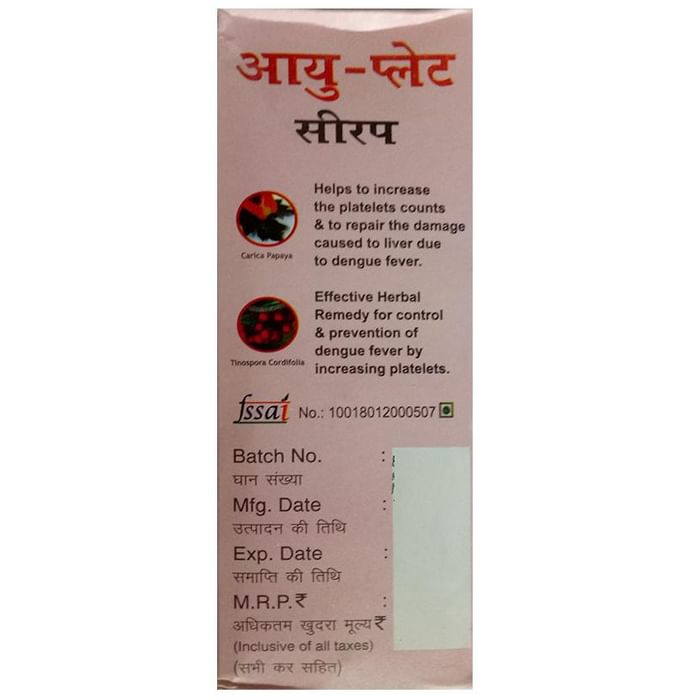 आयु-प्लेट
सीरप
Helps to increase
the platelets counts
& to repair the damage
caused to liver due
to dengue fever.
Carica Papaya
Effective Herbal
Remedy for control
& prevention of
dengue fever by
increasing platelets.
Tinospora Cordifolia
fssai No.: 10018012000507
Batch No. :
घान संख्या
Mfg. Date :
उत्पादन की तिथि
Exp. Date :
समाप्ति की तिथि
M.R.P.₹ :
अधिकतम खुदरा मूल्य₹
(Inclusive of all taxes)
(सभी कर सहित)